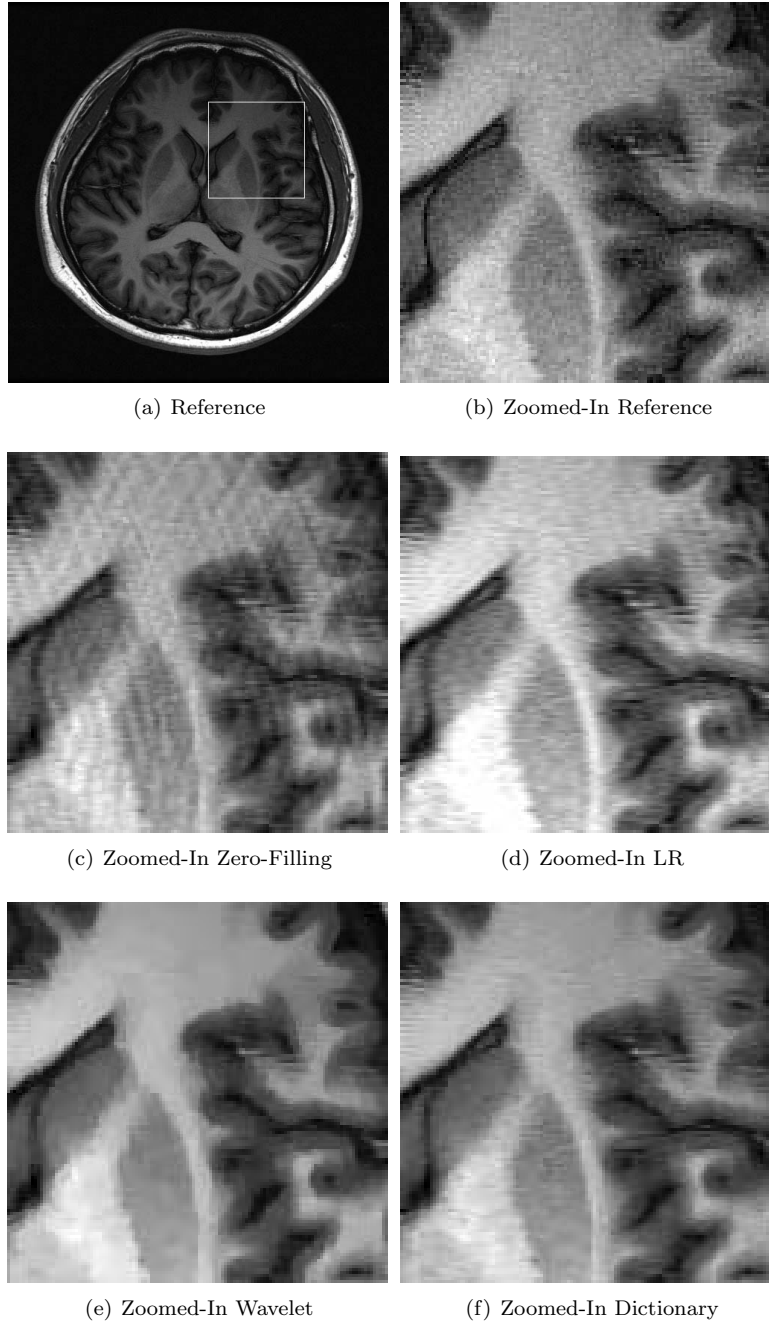 (a) Reference
(b) Zoomed-In Reference
(c) Zoomed-In Zero-Filling
(d) Zoomed-In LR
(e) Zoomed-In Wavelet
(f) Zoomed-In Dictionary